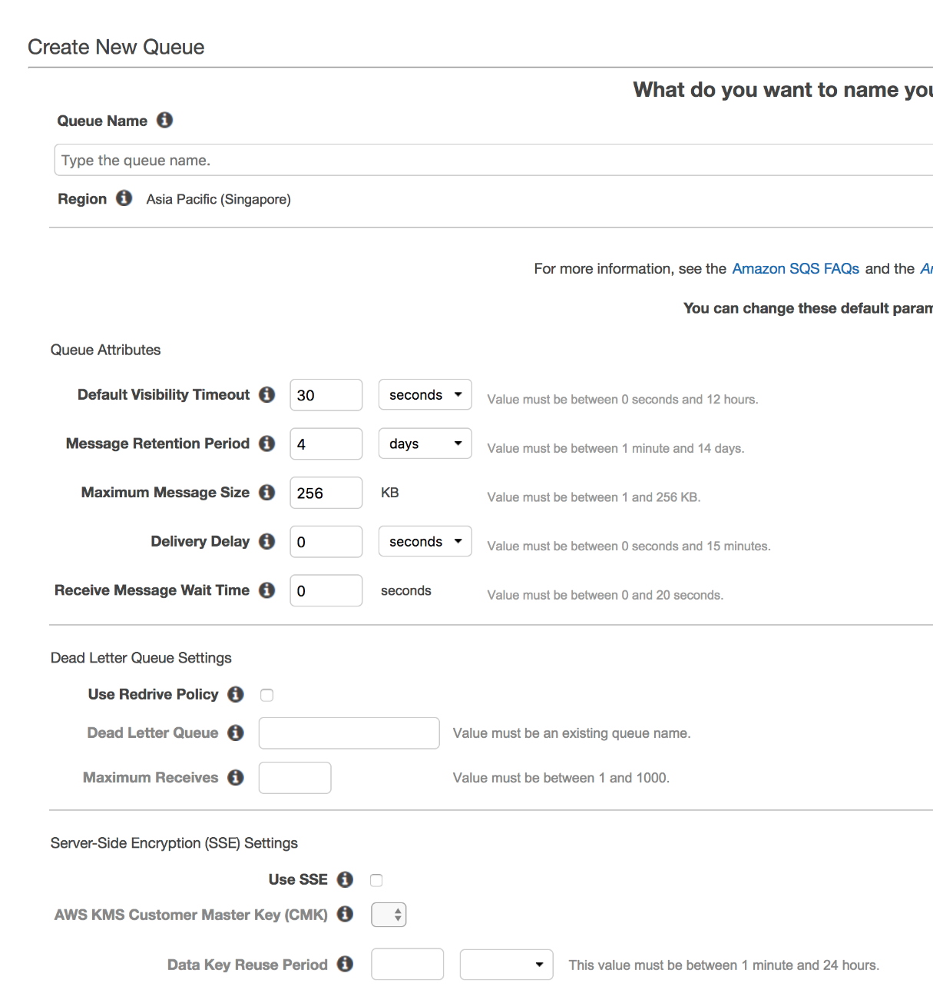 Create New Queue
What do you want to name you
Queue Name
Type the queue name.
Region Asia Pacific (Singapore)
For more information, see the Amazon SQS FAQs and the Ar
You can change these default param
Queue Attributes
Default Visibility Timeout 30 seconds Value must be between 0 seconds and 12 hours.
Message Retention Period 4 days Value must be between 1 minute and 14 days.
Maximum Message Size 256 KB Value must be between 1 and 256 KB.
Delivery Delay 0 seconds Value must be between 0 seconds and 15 minutes.
Receive Message Wait Time 0 seconds Value must be between 0 and 20 seconds.
Dead Letter Queue Settings
Use Redrive Policy
Dead Letter Queue Value must be an existing queue name.
Maximum Receives Value must be between 1 and 1000.
Server-Side Encryption (SSE) Settings
Use SSE
AWS KMS Customer Master Key (CMK)
Data Key Reuse Period This value must be between 1 minute and 24 hours.